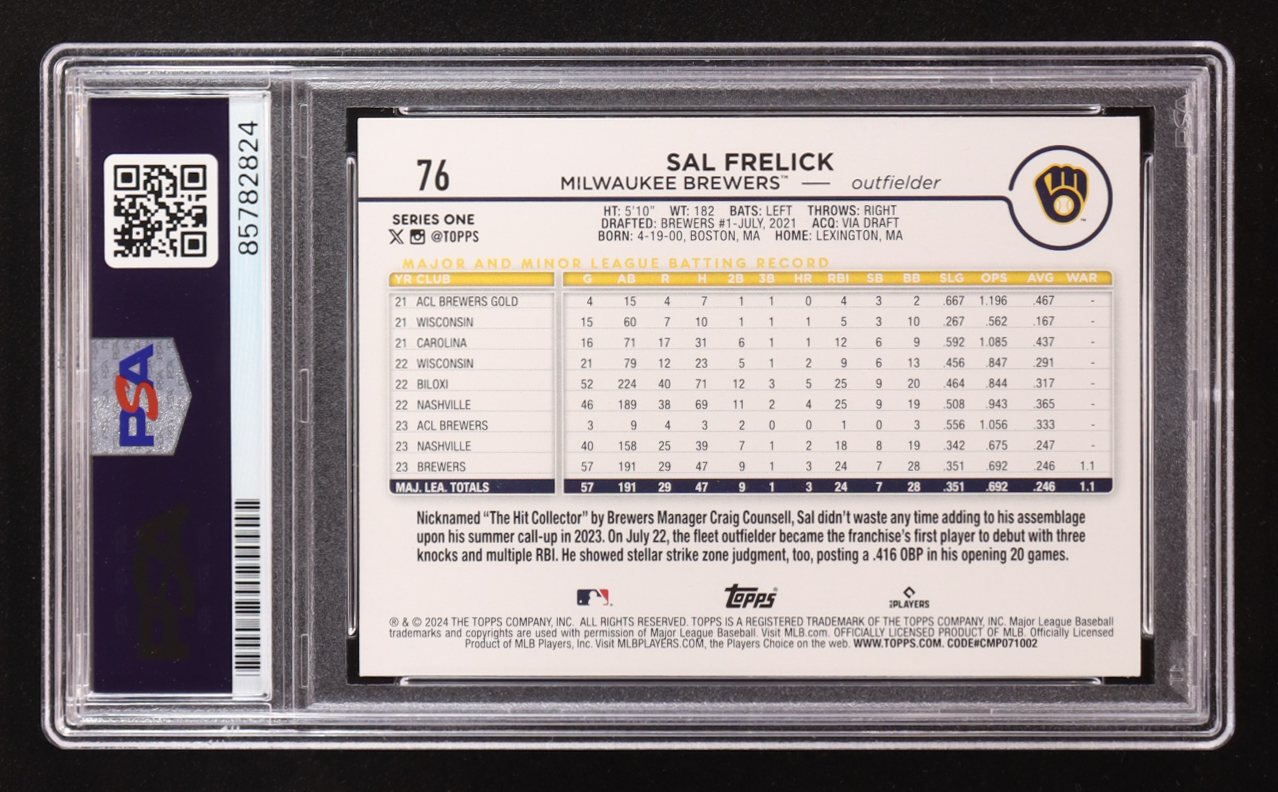 85782824
PSA
PSA
76
SAL FRELICK
MILWAUKEE BREWERS™ — outfielder
SERIES ONE
@TOPPS
HT: 5'10" WT: 182 BATS: LEFT THROWS: RIGHT
DRAFTED: BREWERS #1-JULY, 2021 ACQ: VIA DRAFT
BORN: 4-19-00, BOSTON, MA HOME: LEXINGTON, MA
MAJOR AND MINOR LEAGUE BATTING RECORD
YR CLUB G AB R H 2B 3B HR RBI SB BB SLG OPS AVG WAR
21 ACL BREWERS GOLD 4 15 4 7 1 1 0 4 3 2 .667 1.196 .467 -
21 WISCONSIN 15 60 7 10 1 1 1 5 3 10 .267 .562 .167 -
21 CAROLINA 16 71 17 31 6 1 1 12 6 9 .592 1.085 .437 -
22 WISCONSIN 21 79 12 23 5 1 2 9 6 13 .456 .847 .291 -
22 BILOXI 52 224 40 71 12 3 5 25 9 20 .464 .844 .317 -
22 NASHVILLE 46 189 38 69 11 2 4 25 9 19 .508 .943 .365 -
23 ACL BREWERS 3 9 4 3 2 0 0 1 0 3 .556 1.056 .333 -
23 NASHVILLE 40 158 25 39 7 1 2 18 8 19 .342 .675 .247 -
23 BREWERS 57 191 29 47 9 1 3 24 7 28 .351 .692 .246 1.1
MAJ. LEA. TOTALS 57 191 29 47 9 1 3 24 7 28 .351 .692 .246 1.1
Nicknamed “The Hit Collector” by Brewers Manager Craig Counsell, Sal didn’t waste any time adding to his assemblage
upon his summer call-up in 2023. On July 22, the fleet outfielder became the franchise’s first player to debut with three
knocks and multiple RBI. He showed stellar strike zone judgment, too, posting a .416 OBP in his opening 20 games.
Topps
PLAYERS
® & © 2024 THE TOPPS COMPANY, INC. ALL RIGHTS RESERVED. TOPPS IS A REGISTERED TRADEMARK OF THE TOPPS COMPANY, INC. Major League Baseball
trademarks and copyrights are used with permission of Major League Baseball. Visit MLB.com. OFFICIALLY LICENSED PRODUCT OF MLB. Officially Licensed
Product of MLB Players, Inc. Visit MLBPLAYERS.COM, the Players Choice on the web. WWW.TOPPS.COM. CODE#CMP071002